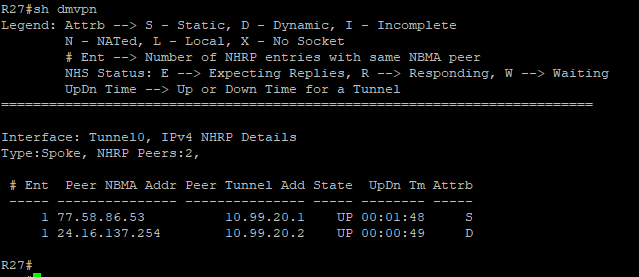 R27#sh dmvpn
Legend: Attrb --> S - Static, D - Dynamic, I - Incomplete
        N - NATed, L - Local, X - No Socket
        # Ent --> Number of NHRP entries with same NBMA peer
        NHS Status: E --> Expecting Replies, R --> Responding, W --> Waiting
        UpDn Time --> Up or Down Time for a Tunnel
==========================================================================

Interface: Tunnel0, IPv4 NHRP Details
Type:Spoke, NHRP Peers:2,

 # Ent  Peer NBMA Addr Peer Tunnel Add State  UpDn Tm Attrb
 ----- --------------- --------------- ----- -------- -----
     1 77.58.86.53          10.99.20.1    UP 00:01:48     S
     1 24.16.137.254        10.99.20.2    UP 00:00:49     D

R27#